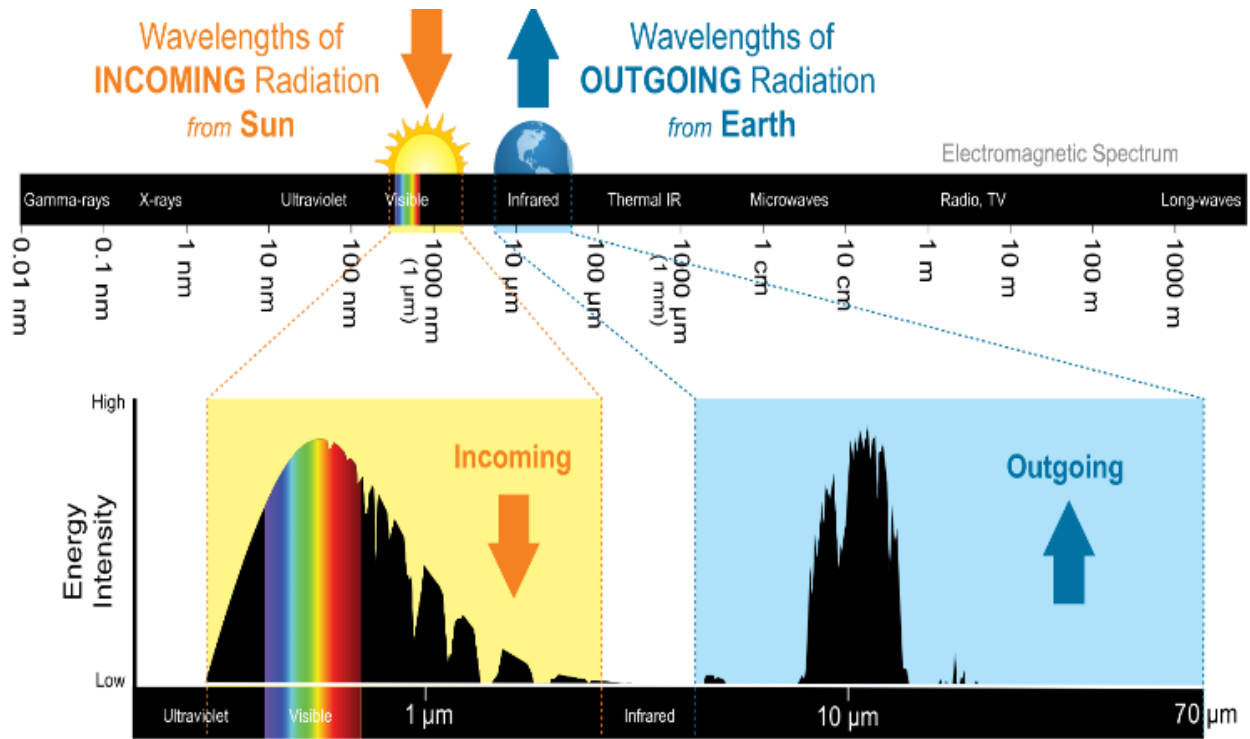 Wavelengths of
INCOMING Radiation
from Sun
Wavelengths of
OUTGOING Radiation
from Earth
Electromagnetic Spectrum
Gamma-rays X-rays Ultraviolet Visible Infrared Thermal IR Microwaves Radio, TV Long-waves
0.01 nm
0.1 nm
1 nm
10 nm
100 nm
1000 nm
(1 μm)
10 μm
100 μm
1000 μm
(1 mm)
1 cm
10 cm
1 m
10 m
100 m
1000 m
High
Energy
Intensity
Low
Incoming
Outgoing
Ultraviolet Visible 1 μm Infrared 10 μm 70 μm